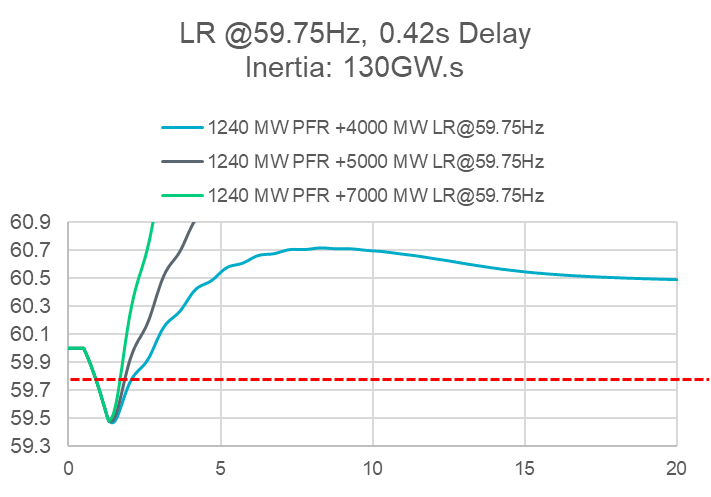 LR @59.75Hz, 0.42s Delay
Inertia: 130GW.s
1240 MW PFR +4000 MW LR@59.75Hz
1240 MW PFR +5000 MW LR@59.75Hz
1240 MW PFR +7000 MW LR@59.75Hz
60.9
60.7
60.5
60.3
60.1
59.9
59.7
59.5
59.3
0 5 10 15 20